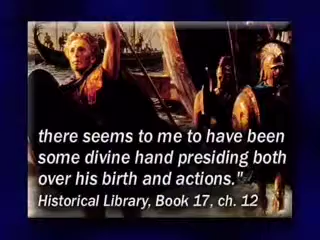 there seems to me to have been
some divine hand presiding both
over his birth and actions."
Historical Library, Book 17, ch. 12